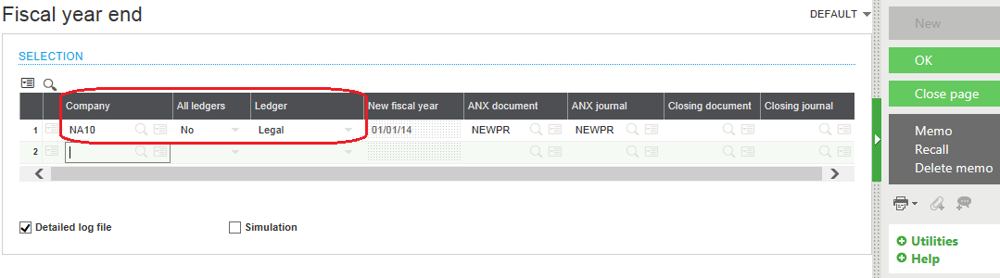 Fiscal year end
DEFAULT
SELECTION
Company All ledgers Ledger New fiscal year ANX document ANX journal Closing document Closing journal
1 NA10 No Legal 01/01/14 NEWPR NEWPR
2
Detailed log file Simulation
New
OK
Close page
Memo
Recall
Delete memo
Utilities
Help